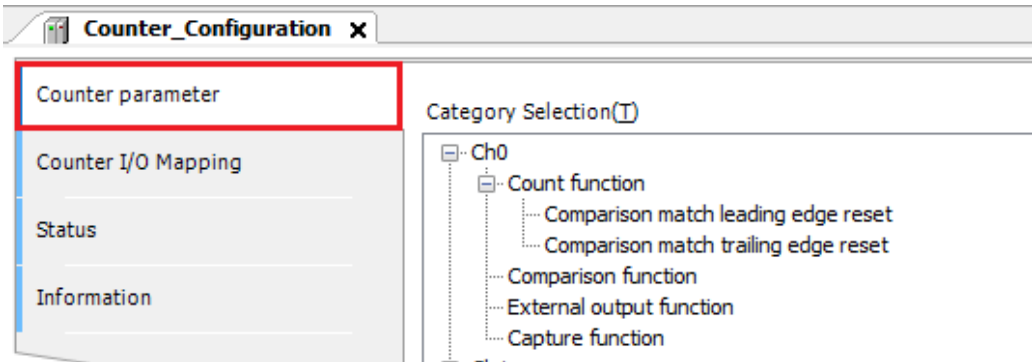 Counter_Configuration
Counter parameter
Counter I/O Mapping
Status
Information
Category Selection(T)
Ch0
Count function
Comparison match leading edge reset
Comparison match trailing edge reset
Comparison function
External output function
Capture function